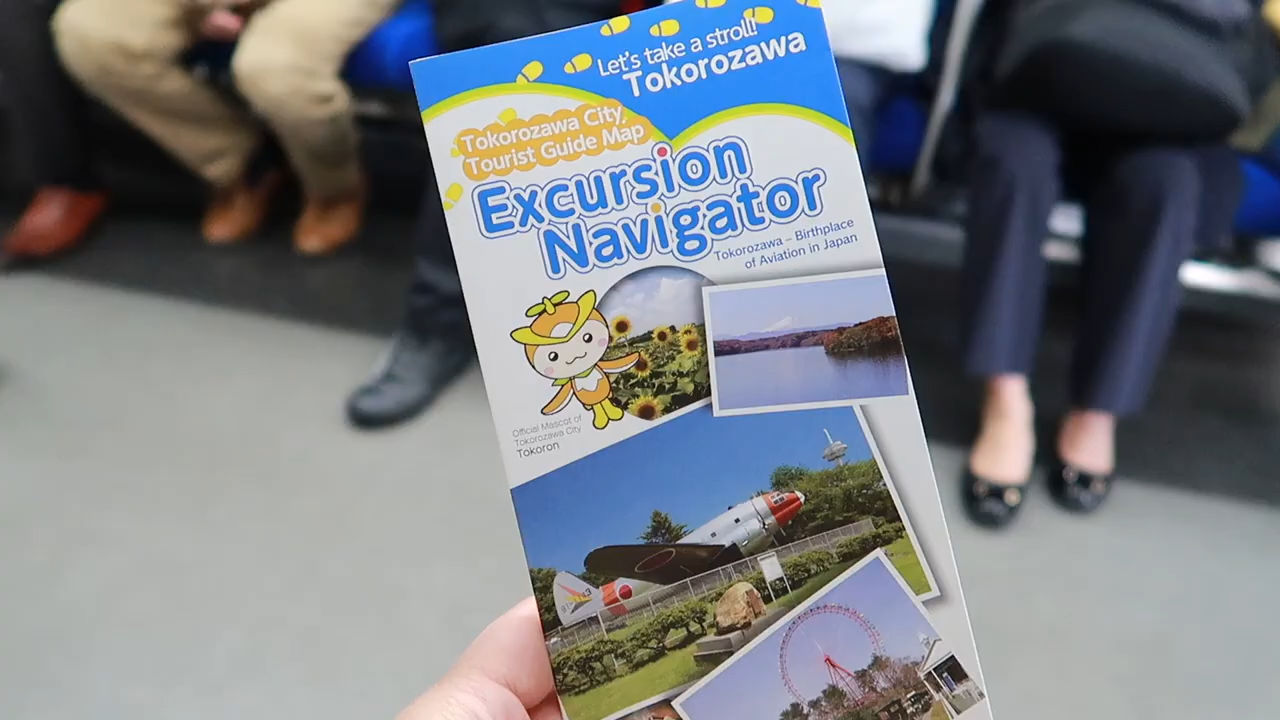 Let's take a stroll!
Tokorozawa
Tokorozawa City,
Tourist Guide Map
Excursion
Navigator
Tokorozawa – Birthplace
of Aviation in Japan
Official Mascot of
Tokorozawa City
Tokoron